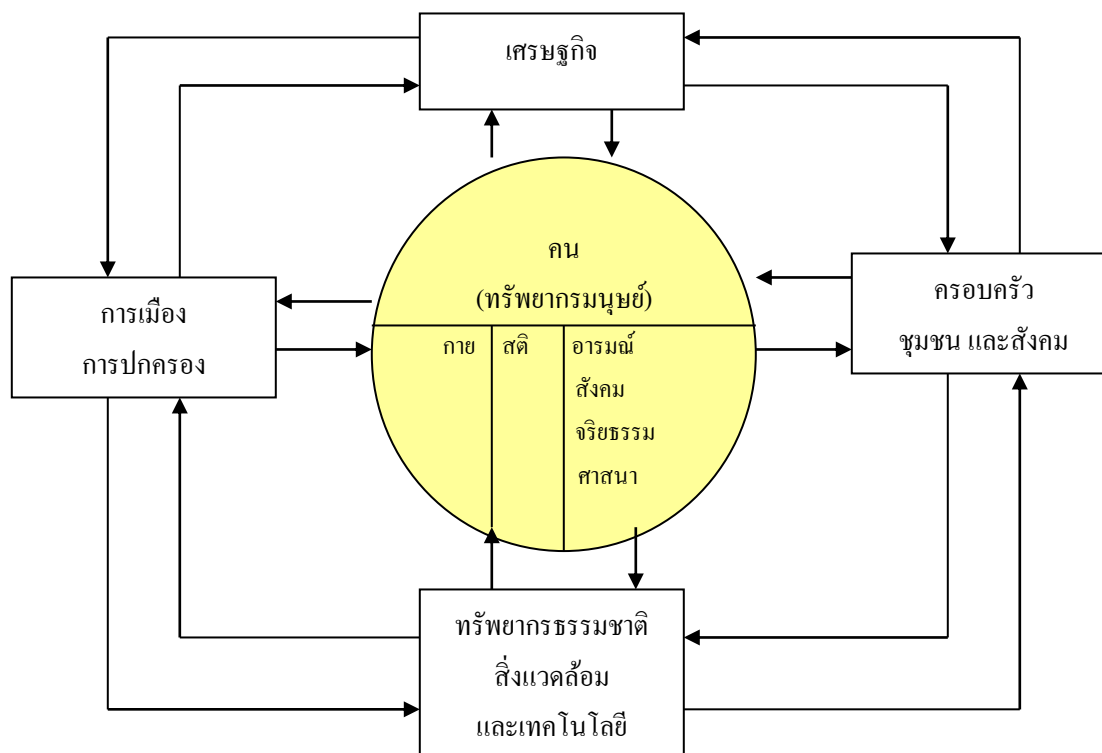 เศรษฐกิจ
คน
(ทรัพยากรมนุษย์)
การเมือง
การปกครอง
ครอบครัว
ชุมชน และสังคม
กาย
สติ
อารมณ์
สังคม
จริยธรรม
ศาสนา
ทรัพยากรธรรมชาติ
สิ่งแวดล้อม
และเทคโนโลยี